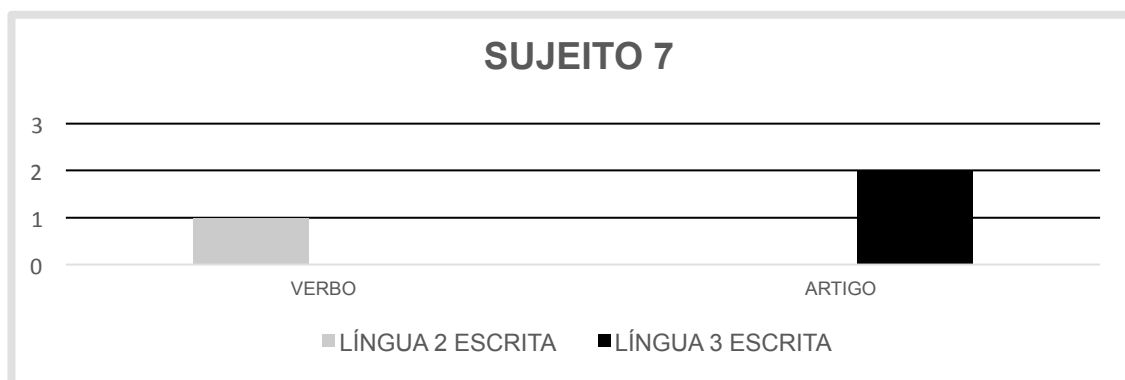 SUJEITO 7
3
2
1
0
VERBO ARTIGO
LÍNGUA 2 ESCRITA LÍNGUA 3 ESCRITA